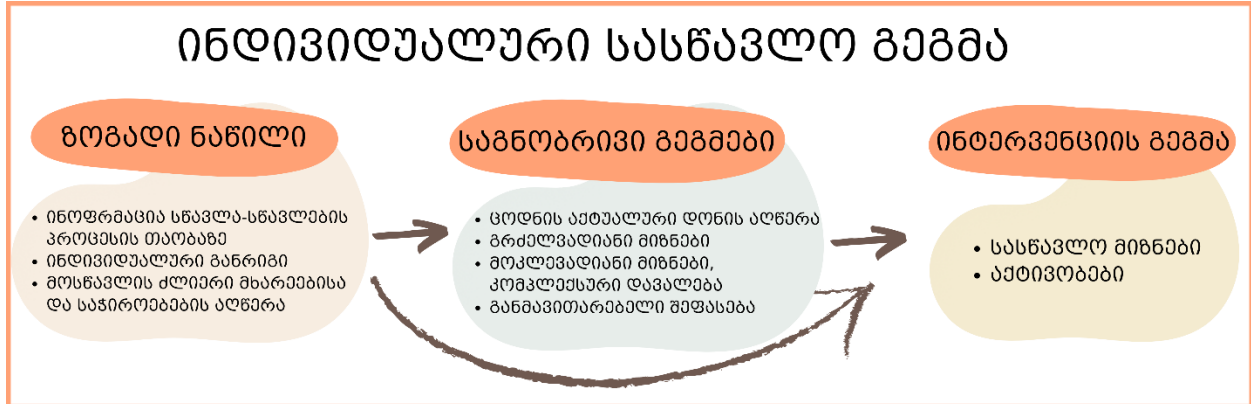 ინდივიდუალური სასწავლო გეგმა
ზოგადი ნაწილი
• ინოფრმაცია სწავლა-სწავლების
პროცესის თაობაზე
• ინდივიდუალური განრიგი
• მოსწავლის ძლიერი მხარეებისა
და საჭიროებების აღწერა
საგნობრივი გეგმები
• ცოდნის აქტუალური დონის აღწერა
• გრძელვადიანი მიზნები
• მოკლევადიანი მიზნები,
კომპლექსური დავალება
• განმავითარებელი შეფასება
ინტერვენციის გეგმა
• სასწავლო მიზნები
• აქტივობები